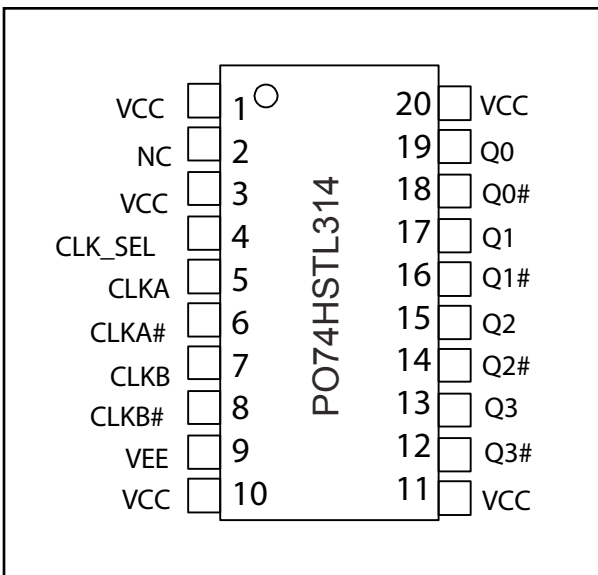 VCC 1 20 VCC
NC 2 19 Q0
VCC 3 18 Q0#
CLK_SEL 4 17 Q1
CLKA 5 16 Q1#
CLKA# 6 15 Q2
CLKB 7 14 Q2#
CLKB# 8 13 Q3
VEE 9 12 Q3#
VCC 10 11 VCC
PO74HSTL314